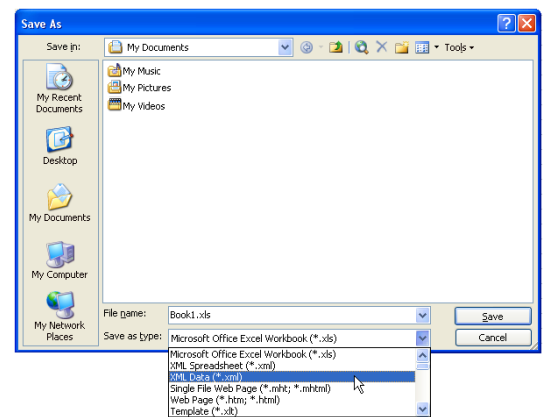 Save As
Save in:
My Documents
Tools
My Recent
Documents
Desktop
My Documents
My Computer
My Network
Places
My Music
My Pictures
My Videos
File name:
Book1.xls
Save
Save as type:
Microsoft Office Excel Workbook (*.xls)
Cancel
Microsoft Office Excel Workbook (*.xls)
XML Spreadsheet (*.xml)
XML Data (*.xml)
Single File Web Page (*.mht; *.mhtml)
Web Page (*.htm; *.html)
Template (*.xlt)